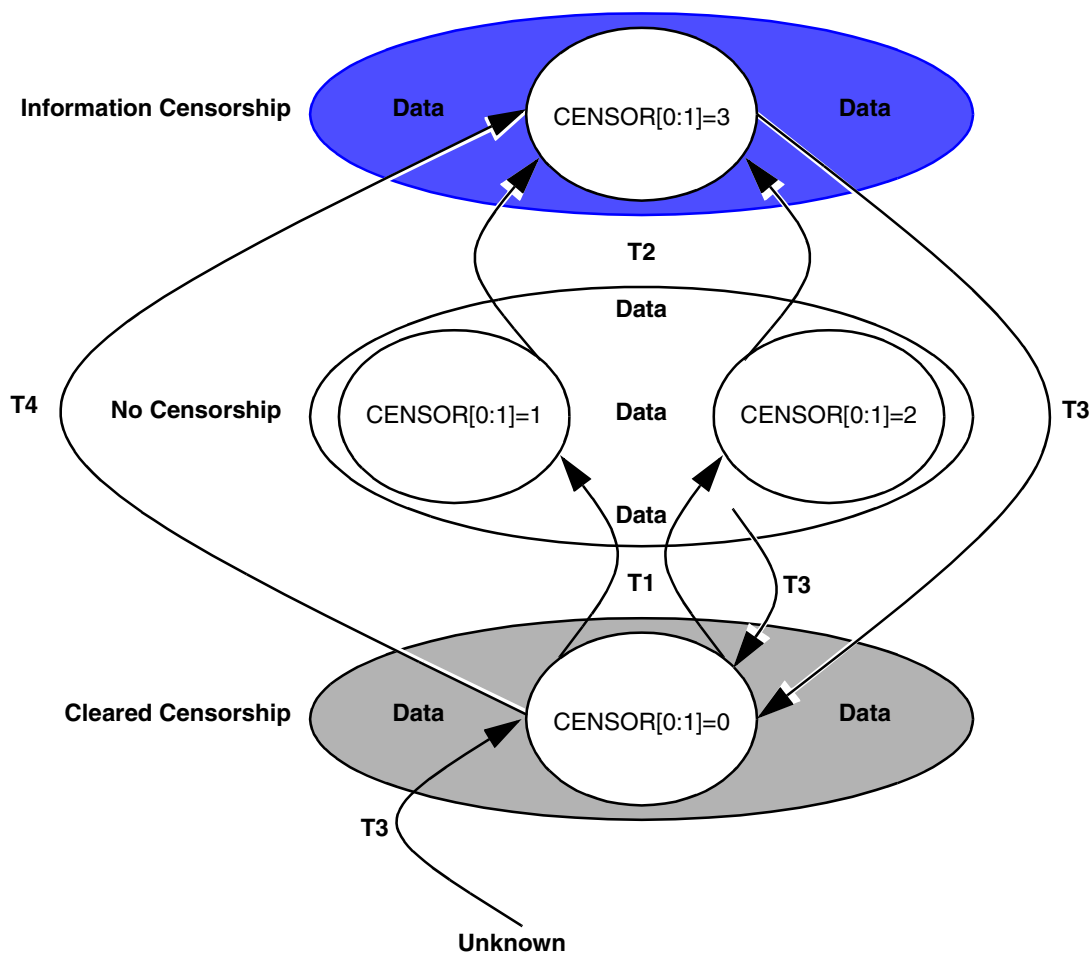 Information Censorship
Data
CENSOR[0:1]=3
Data
T2
Data
T4
No Censorship
CENSOR[0:1]=1
Data
CENSOR[0:1]=2
T3
Data
T1
T3
Cleared Censorship
Data
CENSOR[0:1]=0
Data
T3
Unknown